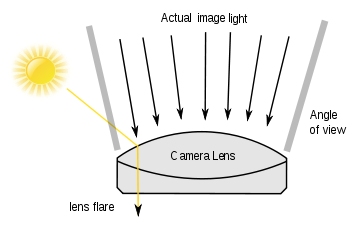 Actual image light
Angle
of view
Camera Lens
lens flare